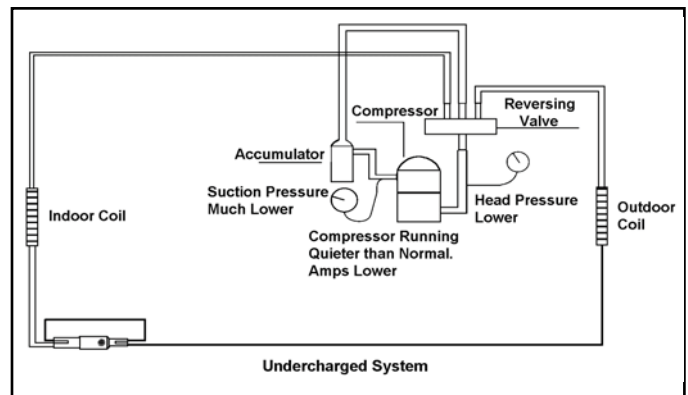 Compressor
Reversing
Valve
Accumulator
Suction Pressure
Much Lower
Head Pressure
Lower
Indoor Coil
Outdoor
Coil
Compressor Running
Quieter than Normal.
Amps Lower
Undercharged System